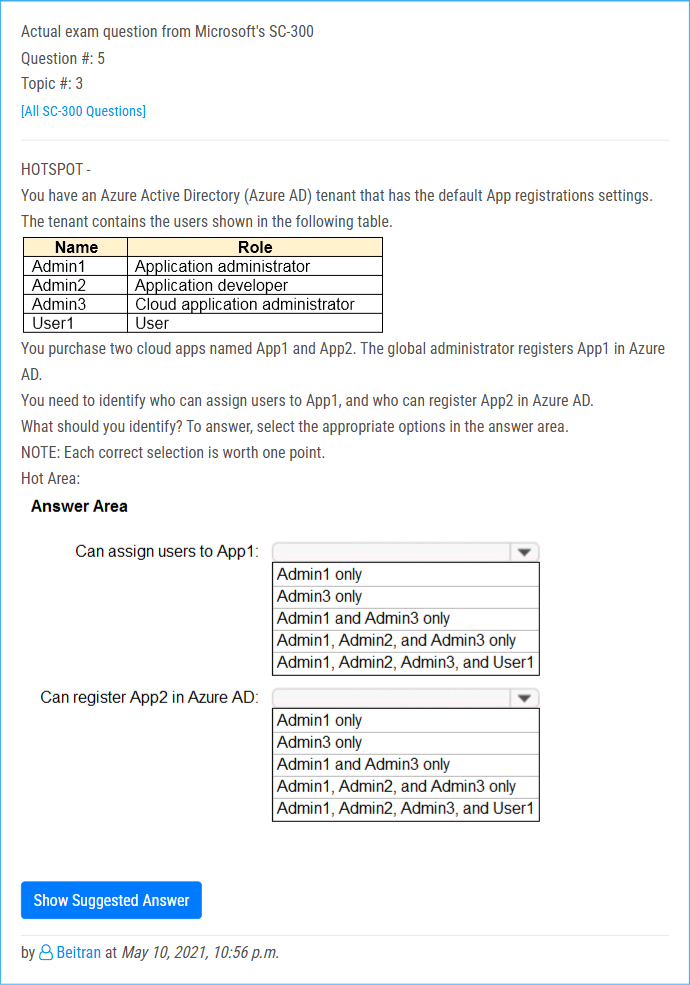 Actual exam question from Microsoft's SC-300
Question #: 5
Topic #: 3
[All SC-300 Questions]
HOTSPOT -
You have an Azure Active Directory (Azure AD) tenant that has the default App registrations settings.
The tenant contains the users shown in the following table.
Name Role
Admin1 Application administrator
Admin2 Application developer
Admin3 Cloud application administrator
User1 User
You purchase two cloud apps named App1 and App2. The global administrator registers App1 in Azure
AD.
You need to identify who can assign users to App1, and who can register App2 in Azure AD.
What should you identify? To answer, select the appropriate options in the answer area.
NOTE: Each correct selection is worth one point.
Hot Area:
Answer Area
Can assign users to App1:
Admin1 only
Admin3 only
Admin1 and Admin3 only
Admin1, Admin2, and Admin3 only
Admin1, Admin2, Admin3, and User1
Can register App2 in Azure AD:
Admin1 only
Admin3 only
Admin1 and Admin3 only
Admin1, Admin2, and Admin3 only
Admin1, Admin2, Admin3, and User1
Show Suggested Answer
by Beitran at May 10, 2021, 10:56 p.m.